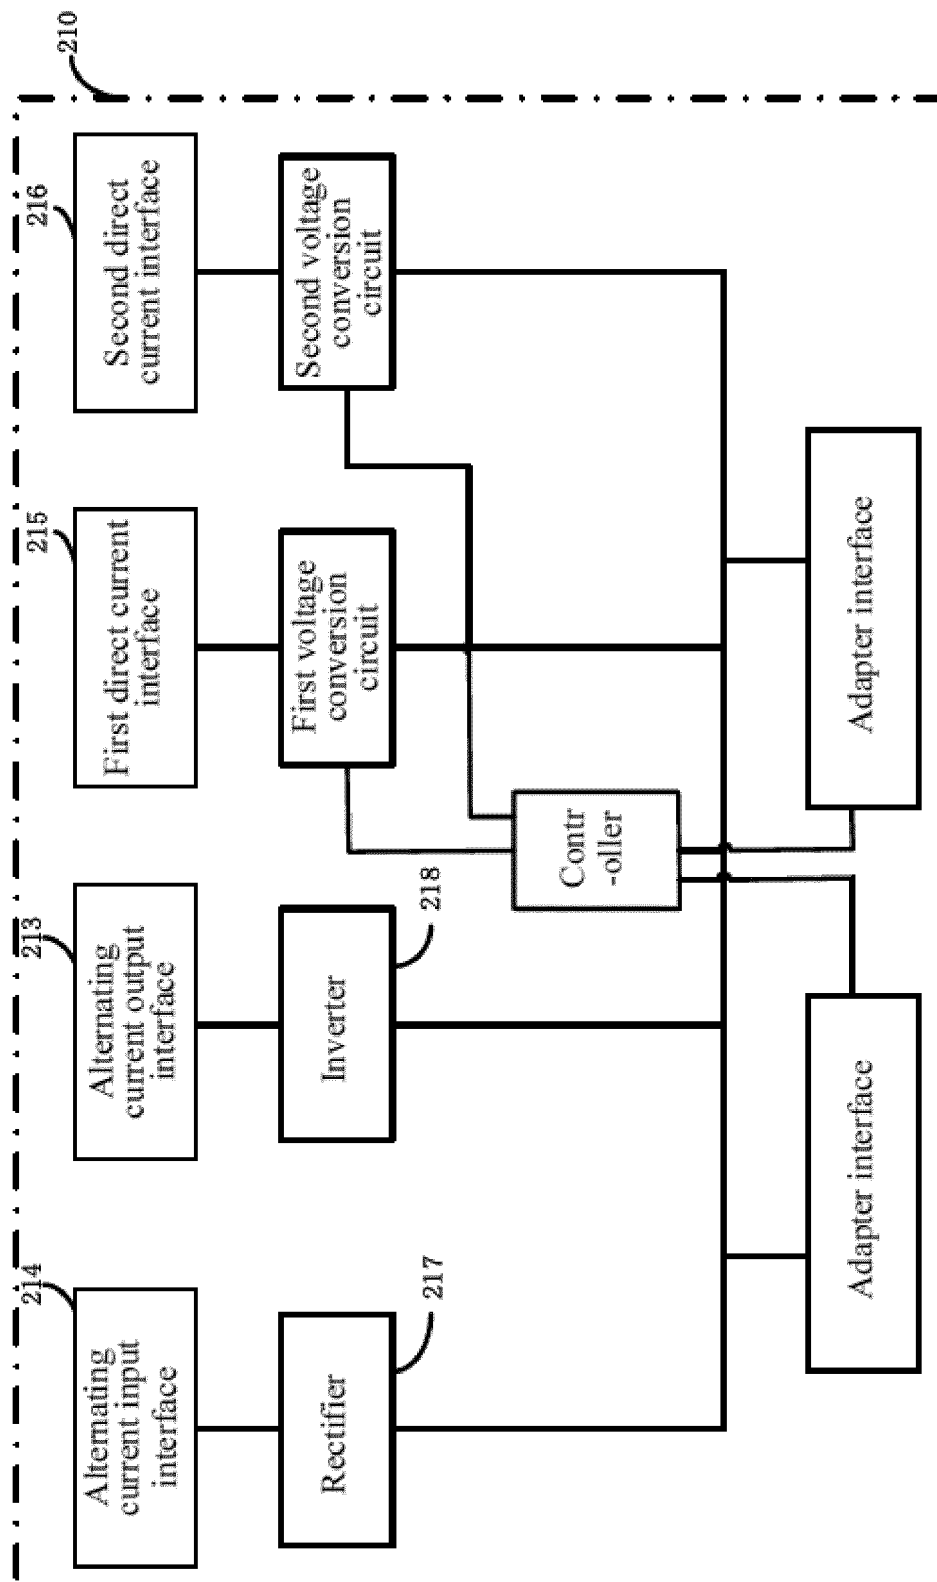 210
214
213
215
216
Alternating
current input
interface
Alternating
current output
interface
First direct current
interface
Second direct
current interface
Rectifier
Inverter
First voltage
conversion
circuit
Second voltage
conversion
circuit
217
218
Contr
-oller
Adapter interface
Adapter interface